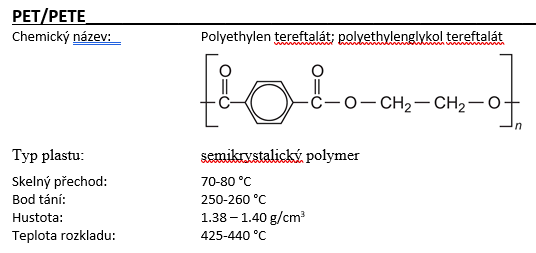 PET/PETE
Chemický název: Polyethylen tereftalát; polyethylenglykol tereftalát
O O
C C—O—CH₂—CH₂—O
n
Typ plastu: semikrystalický polymer
Skelný přechod: 70-80 °C
Bod tání: 250-260 °C
Hustota: 1.38 – 1.40 g/cm³
Teplota rozkladu: 425-440 °C